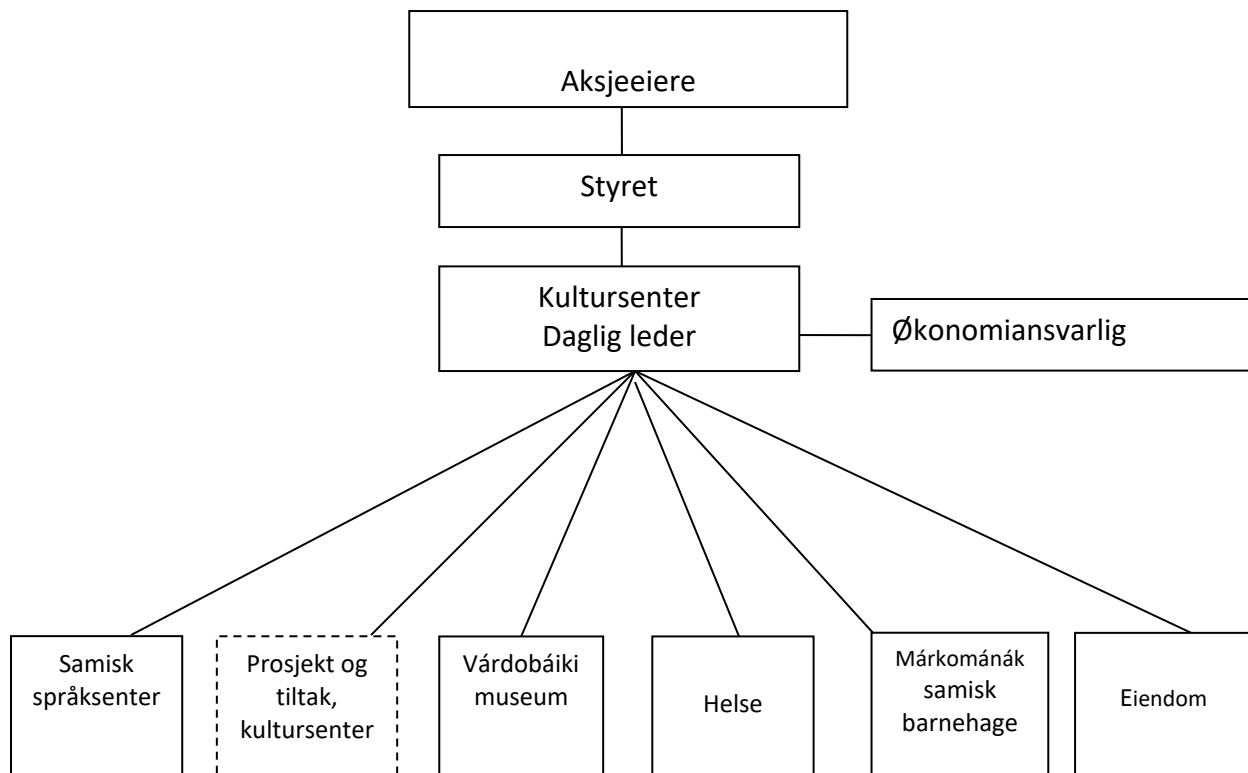 Aksjeeiere
Styret
Kultursenter
Daglig leder
Økonomiansvarlig
Samisk
språksenter
Prosjekt og
tiltak,
kultursenter
Várdobáiki
museum
Helse
Márkománák
samisk
barnehage
Eiendom